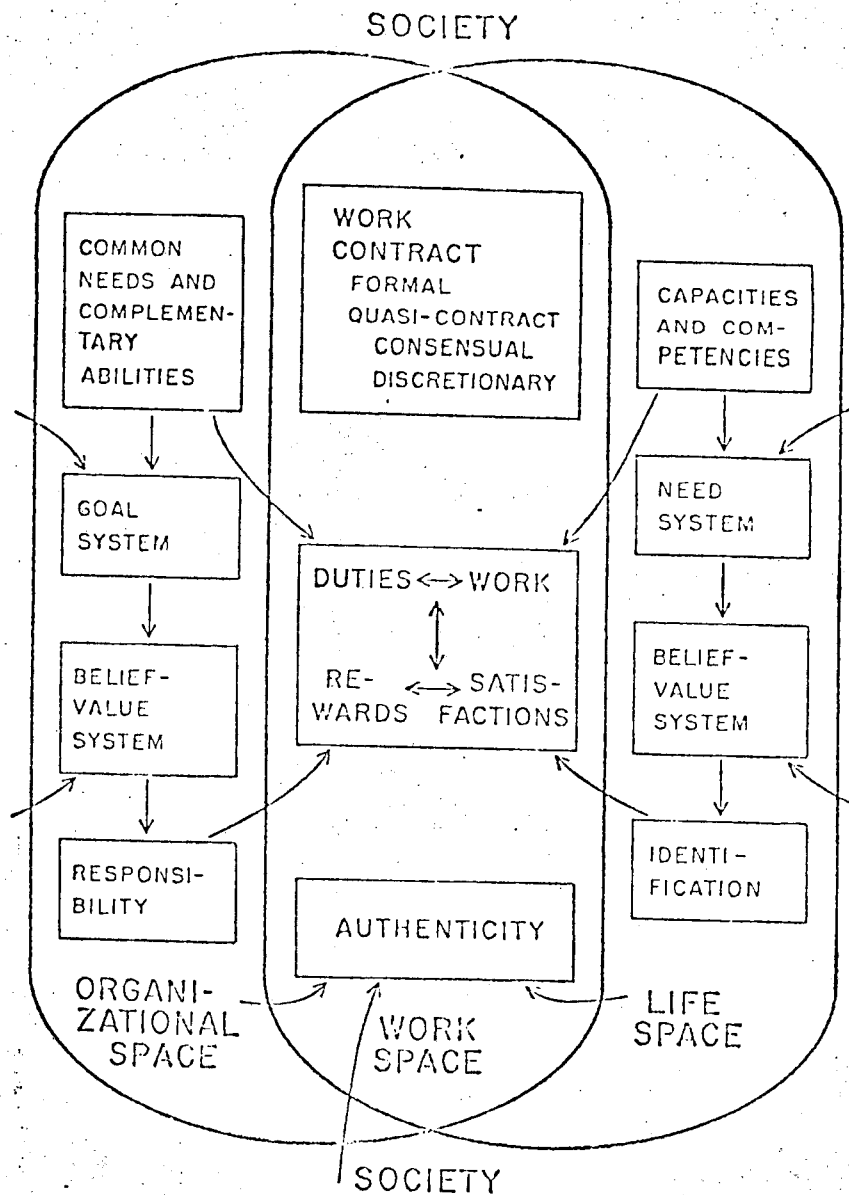 SOCIETY
COMMON
NEEDS AND
COMPLEMEN-
TARY
ABILITIES
GOAL
SYSTEM
BELIEF-
VALUE
SYSTEM
RESPONSI-
BILITY
ORGANI-
ZATIONAL
SPACE
WORK
CONTRACT
FORMAL
QUASI-CONTRACT
CONSENSUAL
DISCRETIONARY
DUTIES WORK
RE- SATIS-
WARDS FACTIONS
AUTHENTICITY
WORK
SPACE
CAPACITIES
AND COM-
PETENCIES
NEED
SYSTEM
BELIEF-
VALUE SYSTEM
IDENTI-
FICATION
LIFE
SPACE
SOCIETY